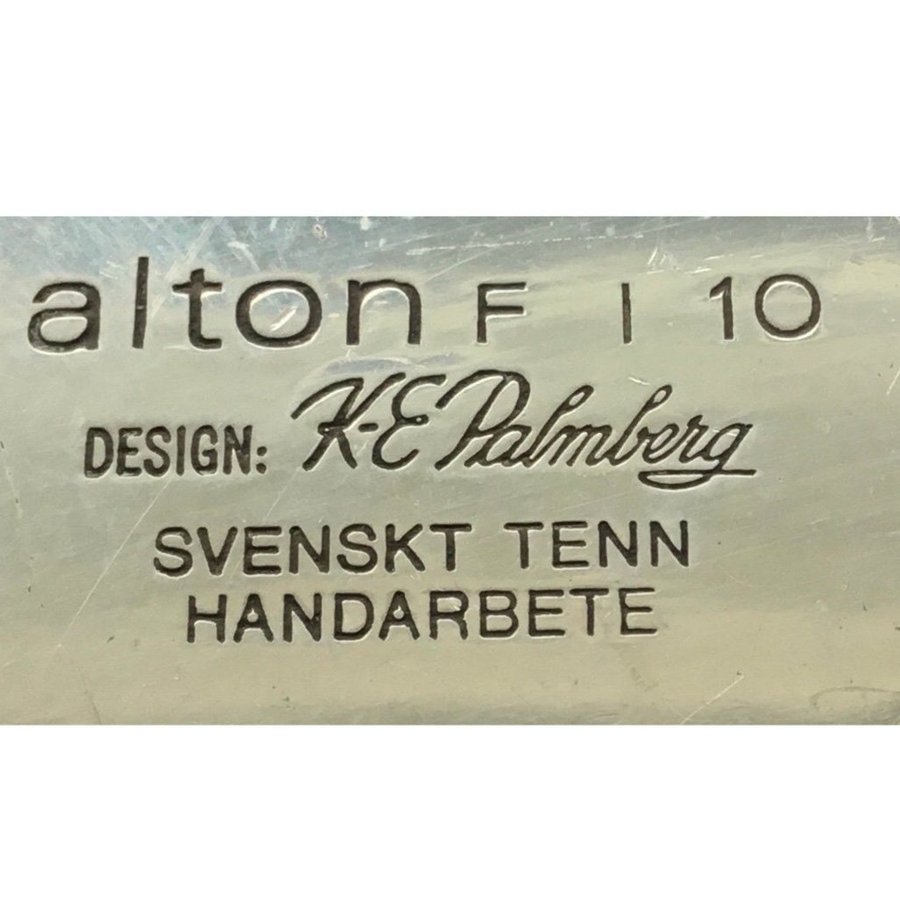 alton F I 10
DESIGN: K-E Palmberg
SVENSKT TENN
HANDARBETE